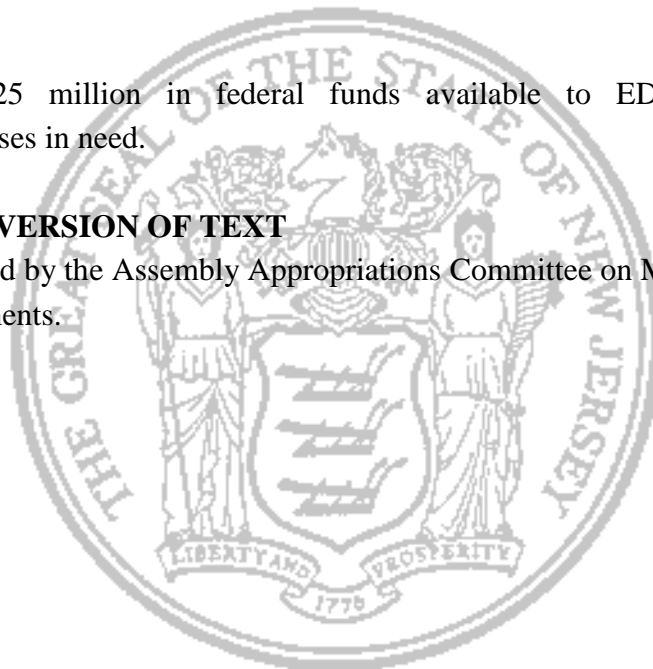 25 million in federal funds available to ED
ses in need.
VERSION OF TEXT
d by the Assembly Appropriations Committee on M
nents.
THE GREAT SEAL OF THE STATE OF NEW JERSEY
LIBERTY AND PROSPERITY
1776